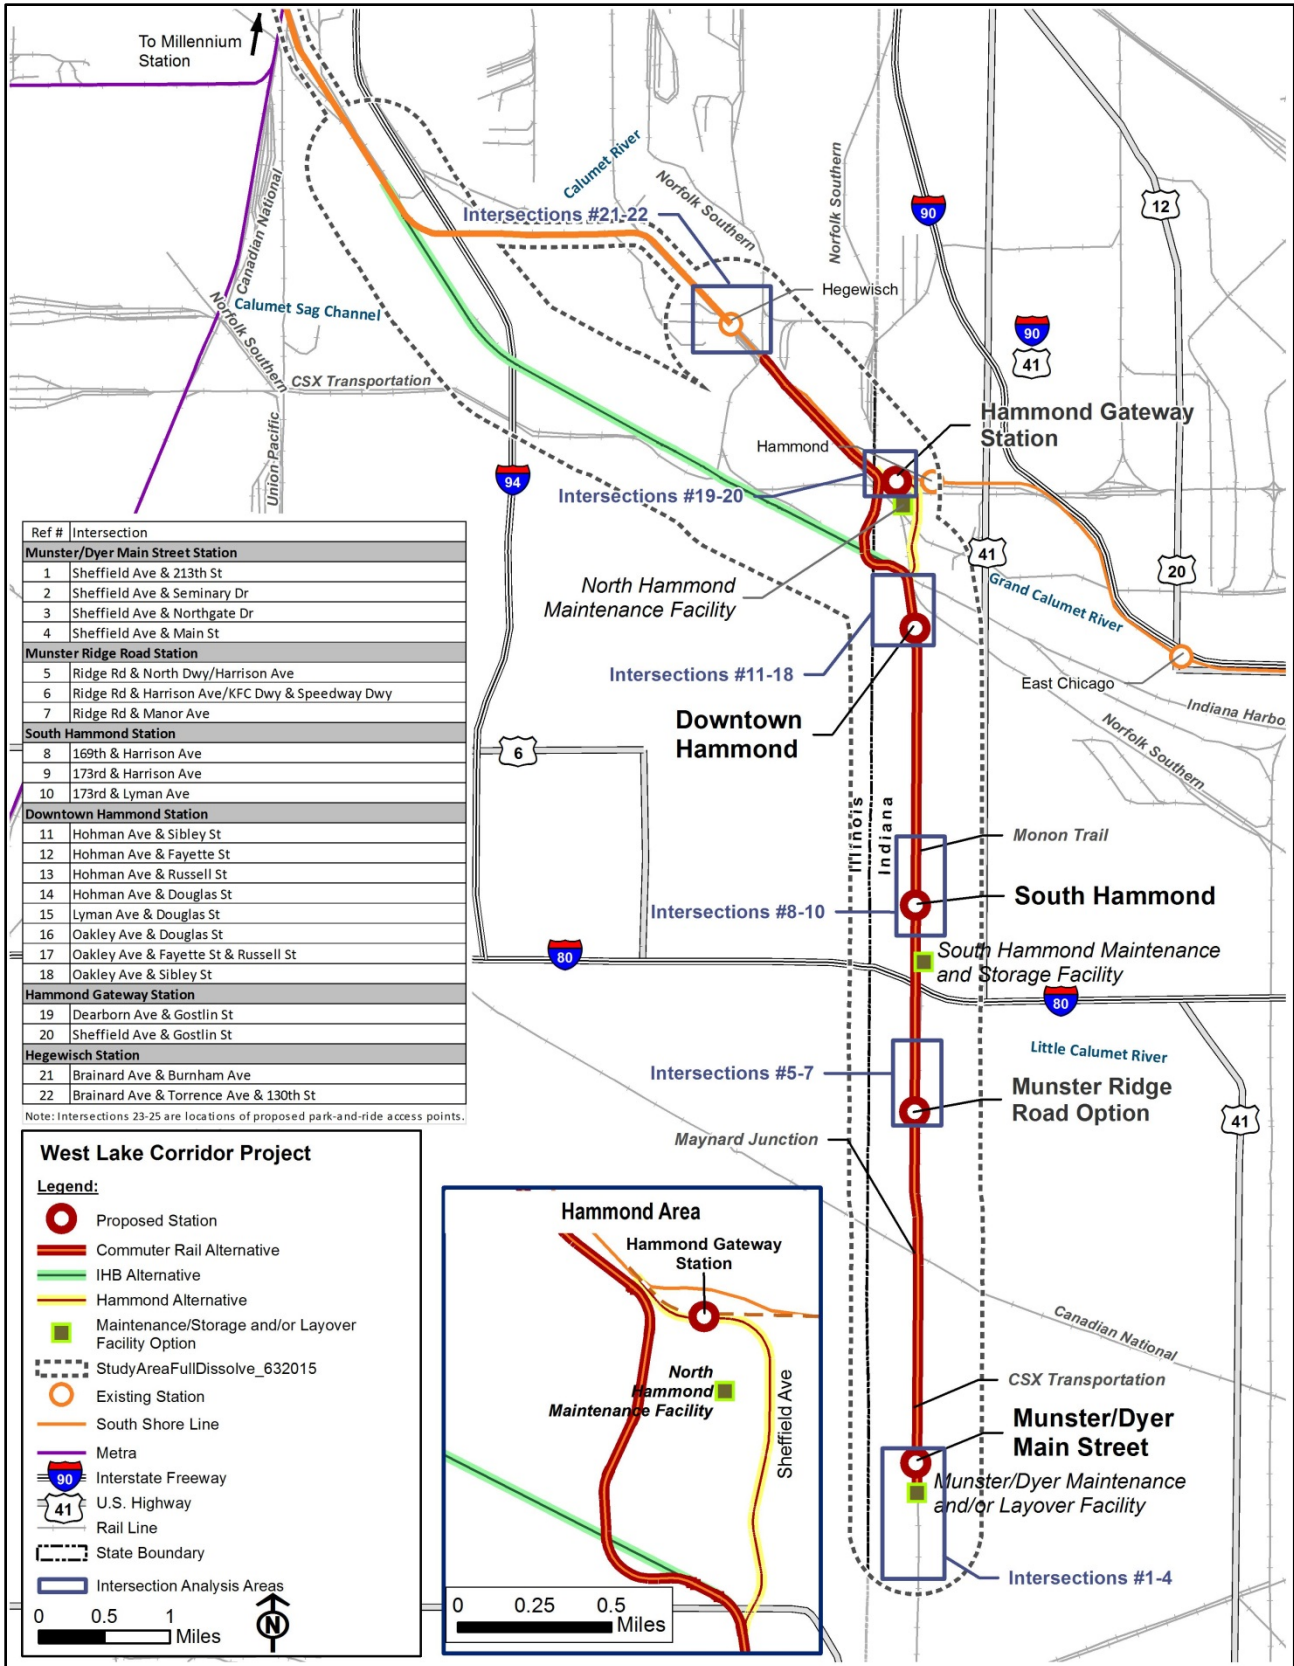 To Millennium
Station
Canadian National
Calumet River
Norfolk Southern
Norfolk Southern
90
12
Intersections #21-22
Hegewisch
Calumet Sag Channel
Norfolk Southern
CSX Transportation
Union Pacific
90
41
Hammond Gateway
Station
Hammond
94
Intersections #19-20
41
20
North Hammond
Maintenance Facility
Grand Calumet River
Intersections #11-18
East Chicago
Indiana Harbo
Norfolk Southern
Downtown
Hammond
6
Illinois
Indiana
Monon Trail
South Hammond
Intersections #8-10
80
South Hammond Maintenance
and Storage Facility
80
Little Calumet River
Intersections #5-7
Munster Ridge
Road Option
41
Maynard Junction
Canadian National
CSX Transportation
Munster/Dyer
Main Street
Munster/Dyer Maintenance
and/or Layover Facility
Intersections #1-4
Ref # Intersection
Munster/Dyer Main Street Station
1 Sheffield Ave & 213th St
2 Sheffield Ave & Seminary Dr
3 Sheffield Ave & Northgate Dr
4 Sheffield Ave & Main St
Munster Ridge Road Station
5 Ridge Rd & North Dwy/Harrison Ave
6 Ridge Rd & Harrison Ave/KFC Dwy & Speedway Dwy
7 Ridge Rd & Manor Ave
South Hammond Station
8 169th & Harrison Ave
9 173rd & Harrison Ave
10 173rd & Lyman Ave
Downtown Hammond Station
11 Hohman Ave & Sibley St
12 Hohman Ave & Fayette St
13 Hohman Ave & Russell St
14 Hohman Ave & Douglas St
15 Lyman Ave & Douglas St
16 Oakley Ave & Douglas St
17 Oakley Ave & Fayette St & Russell St
18 Oakley Ave & Sibley St
Hammond Gateway Station
19 Dearborn Ave & Gostlin St
20 Sheffield Ave & Gostlin St
Hegewisch Station
21 Brainard Ave & Burnham Ave
22 Brainard Ave & Torrence Ave & 130th St
Note: Intersections 23-25 are locations of proposed park-and-ride access points.
West Lake Corridor Project
Legend:
Proposed Station
Commuter Rail Alternative
IHB Alternative
Hammond Alternative
Maintenance/Storage and/or Layover
Facility Option
StudyAreaFullDissolve_632015
Existing Station
South Shore Line
Metra
90 Interstate Freeway
41 U.S. Highway
Rail Line
State Boundary
Intersection Analysis Areas
0 0.5 1
Miles
N
Hammond Area
Hammond Gateway
Station
North
Hammond
Maintenance Facility
Sheffield Ave
0 0.25 0.5
Miles